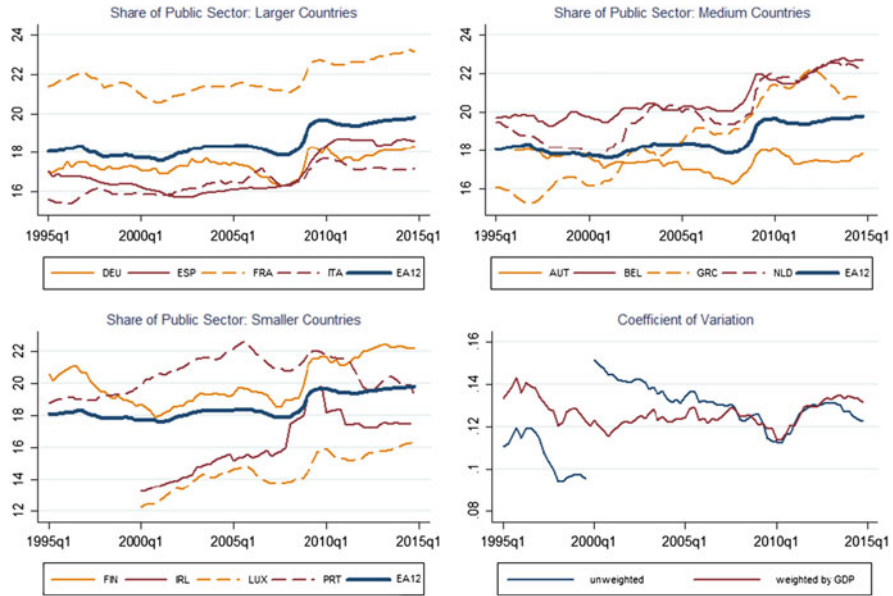 Share of Public Sector: Larger Countries
24
22
20
18
16
1995q1 2000q1 2005q1 2010q1 2015q1
DEU ESP FRA ITA EA12
Share of Public Sector: Medium Countries
24
22
20
18
16
1995q1 2000q1 2005q1 2010q1 2015q1
AUT BEL GRC NLD EA12
Share of Public Sector: Smaller Countries
22
20
18
16
14
12
1995q1 2000q1 2005q1 2010q1 2015q1
FIN IRL LUX PRT EA12
Coefficient of Variation
.16
.14
.12
.1
.08
1995q1 2000q1 2005q1 2010q1 2015q1
unweighted weighted by GDP